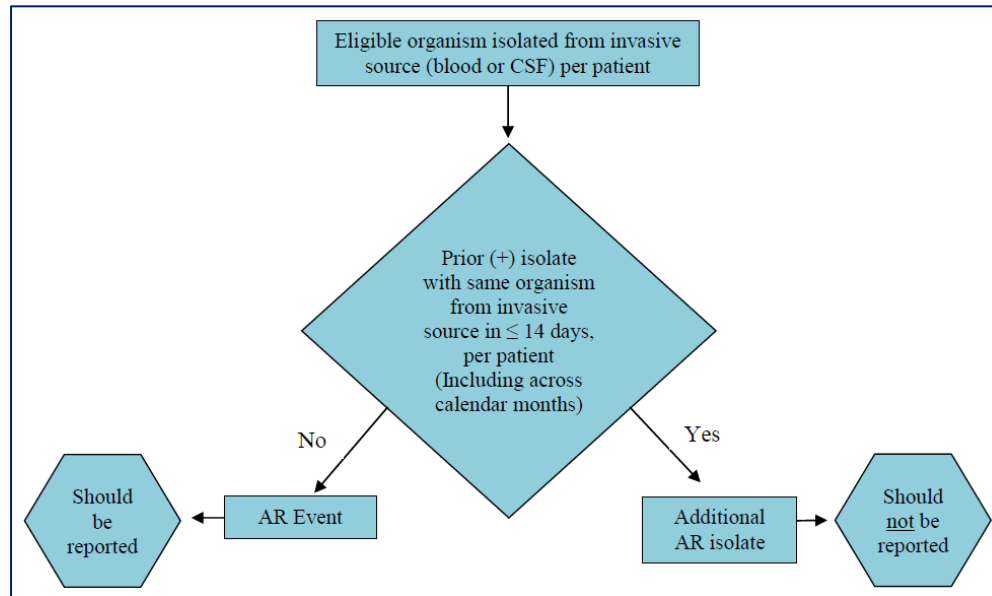 Eligible organism isolated from invasive
source (blood or CSF) per patient
Prior (+) isolate
with same organism
from invasive
source in ≤ 14 days,
per patient
(Including across
calendar months)
No
Yes
Should
be
reported
AR Event
Additional
AR isolate
Should
not be
reported